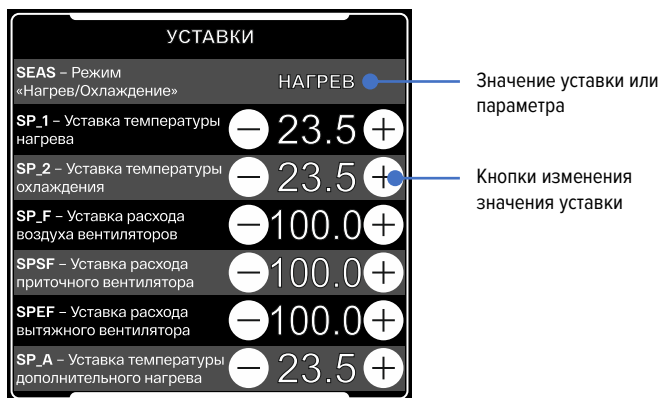 УСТАВКИ
SEAS – Режим
«Нагрев/Охлаждение»
НАГРЕВ
Значение уставки или
параметра
SP_1 – Уставка температуры
нагрева
− 23.5 +
SP_2 – Уставка температуры
охлаждения
− 23.5 +
Кнопки изменения
значения уставки
SP_F – Уставка расхода
воздуха вентиляторов
− 100.0 +
SPSF – Уставка расхода
приточного вентилятора
− 100.0 +
SPEF – Уставка расхода
вытяжного вентилятора
− 100.0 +
SP_A – Уставка температуры
дополнительного нагрева
− 23.5 +